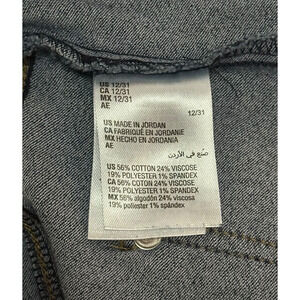 US 12/31
CA 12/31
MX 12/31
AE
12/31
US MADE IN JORDAN
CA FABRIQUÉ EN JORDANIE
MX HECHO EN JORDANIA
AE
صنع في الأردن
US 56% COTTON 24% VISCOSE
19% POLYESTER 1% SPANDEX
CA 56% COTON 24% VISCOSE
19% POLYESTER 1% SPANDEX
MX 56% algodón 24% viscosa
19% poliester 1% spándex